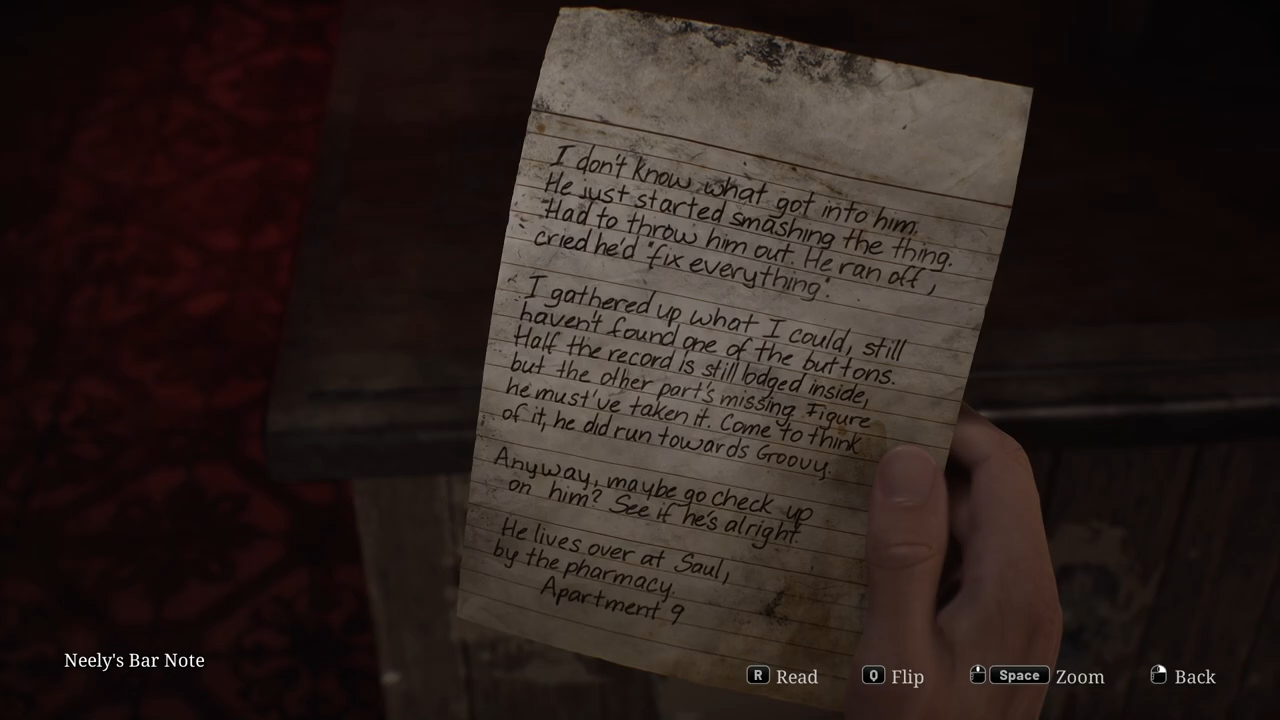 I don't know what got into him.
He just started smashing the thing.
Had to throw him out. He ran off,
cried he'd "fix everything".
I gathered up what I could, still
haven't found one of the buttons.
Half the record is still lodged inside,
but the other part's missing. Figure
he must've taken it. Come to think
of it, he did run towards Groovy.
Anyway, maybe go check up
on him? See if he's alright.
He lives over at Saul,
by the pharmacy.
Apartment 9
Neely's Bar Note
R Read
Q Flip
Space Zoom
Back